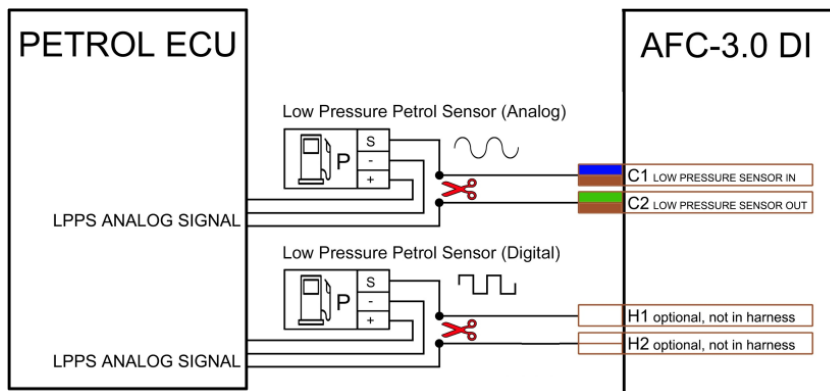 PETROL ECU
AFC-3.0 DI
Low Pressure Petrol Sensor (Analog)
S
P
-
+
C1 LOW PRESSURE SENSOR IN
C2 LOW PRESSURE SENSOR OUT
LPPS ANALOG SIGNAL
Low Pressure Petrol Sensor (Digital)
S
P
-
+
H1 optional, not in harness
H2 optional, not in harness
LPPS ANALOG SIGNAL